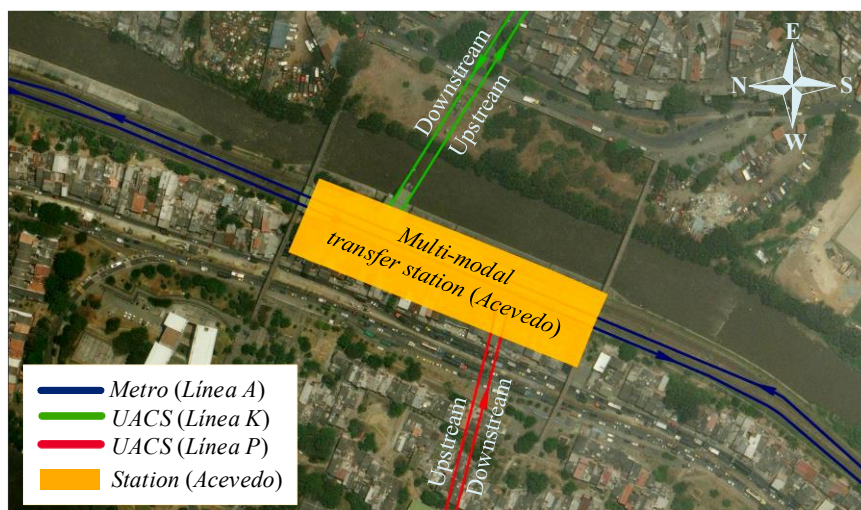 Downstream
Upstream
E
N
S
W
Multi-modal
transfer station (Acevedo)
Upstream
Downstream
Metro (Línea A)
UACS (Línea K)
UACS (Línea P)
Station (Acevedo)